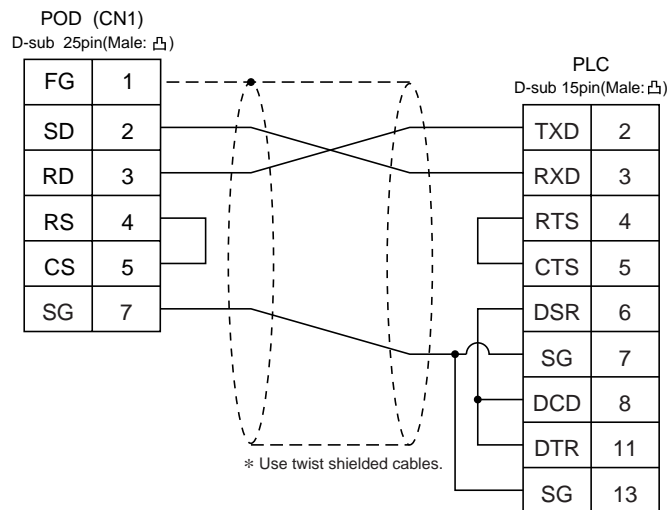 POD (CN1)
D-sub 25pin(Male: 凸)
FG 1
SD 2
RD 3
RS 4
CS 5
SG 7
PLC
D-sub 15pin(Male: 凸)
TXD 2
RXD 3
RTS 4
CTS 5
DSR 6
SG 7
DCD 8
DTR 11
SG 13
* Use twist shielded cables.